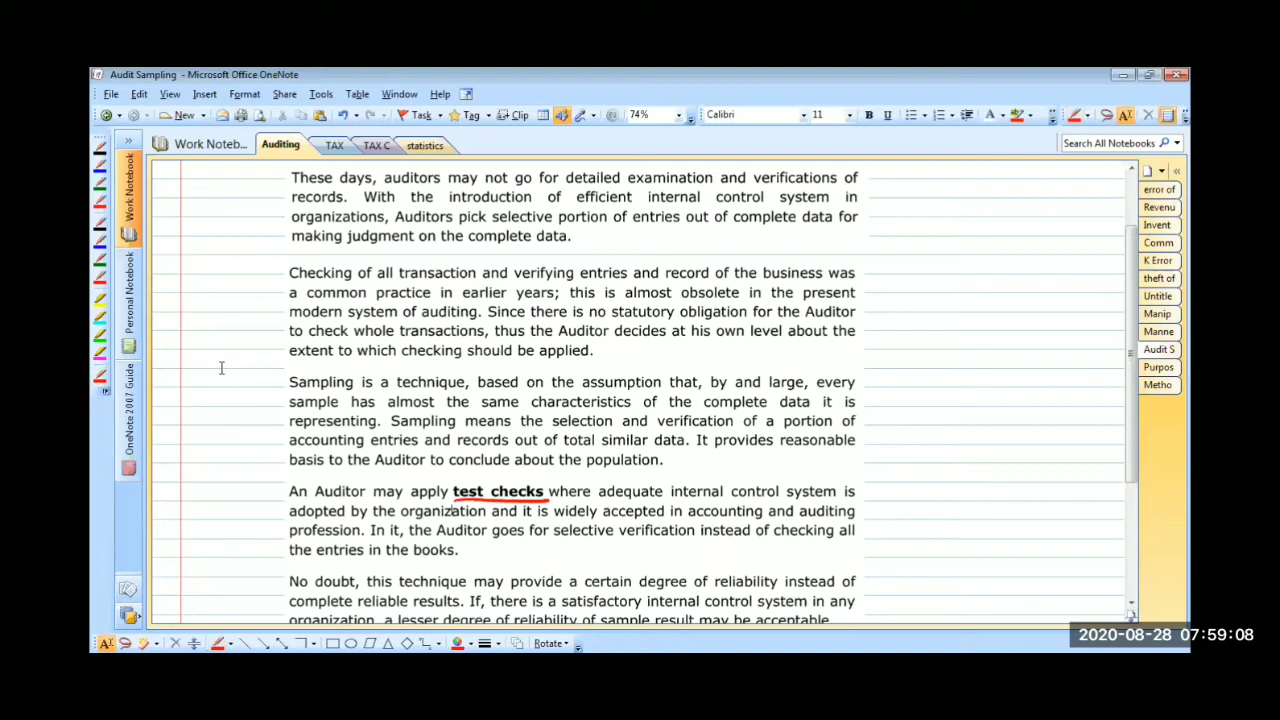 Audit Sampling - Microsoft Office OneNote
File Edit View Insert Format Share Tools Table Window Help
New Task Tag Clip 74% Calibri 11 B U A
Work Noteb... Auditing TAX TAX C statistics Search All Notebooks
Work Notebook
Personal Notebook
OneNote 2007 Guide
These days, auditors may not go for detailed examination and verifications of
records. With the introduction of efficient internal control system in
organizations, Auditors pick selective portion of entries out of complete data for
making judgment on the complete data.
Checking of all transaction and verifying entries and record of the business was
a common practice in earlier years; this is almost obsolete in the present
modern system of auditing. Since there is no statutory obligation for the Auditor
to check whole transactions, thus the Auditor decides at his own level about the
extent to which checking should be applied.
Sampling is a technique, based on the assumption that, by and large, every
sample has almost the same characteristics of the complete data it is
representing. Sampling means the selection and verification of a portion of
accounting entries and records out of total similar data. It provides reasonable
basis to the Auditor to conclude about the population.
An Auditor may apply test checks where adequate internal control system is
adopted by the organization and it is widely accepted in accounting and auditing
profession. In it, the Auditor goes for selective verification instead of checking all
the entries in the books.
No doubt, this technique may provide a certain degree of reliability instead of
complete reliable results. If, there is a satisfactory internal control system in any
organization, a lesser degree of reliability of sample result may be acceptable
error of
Revenu
Invent
Comm
K Error
theft of
Untitle
Manip
Manne
Audit S
Purpos
Metho
Rotate
2020-08-28 07:59:08